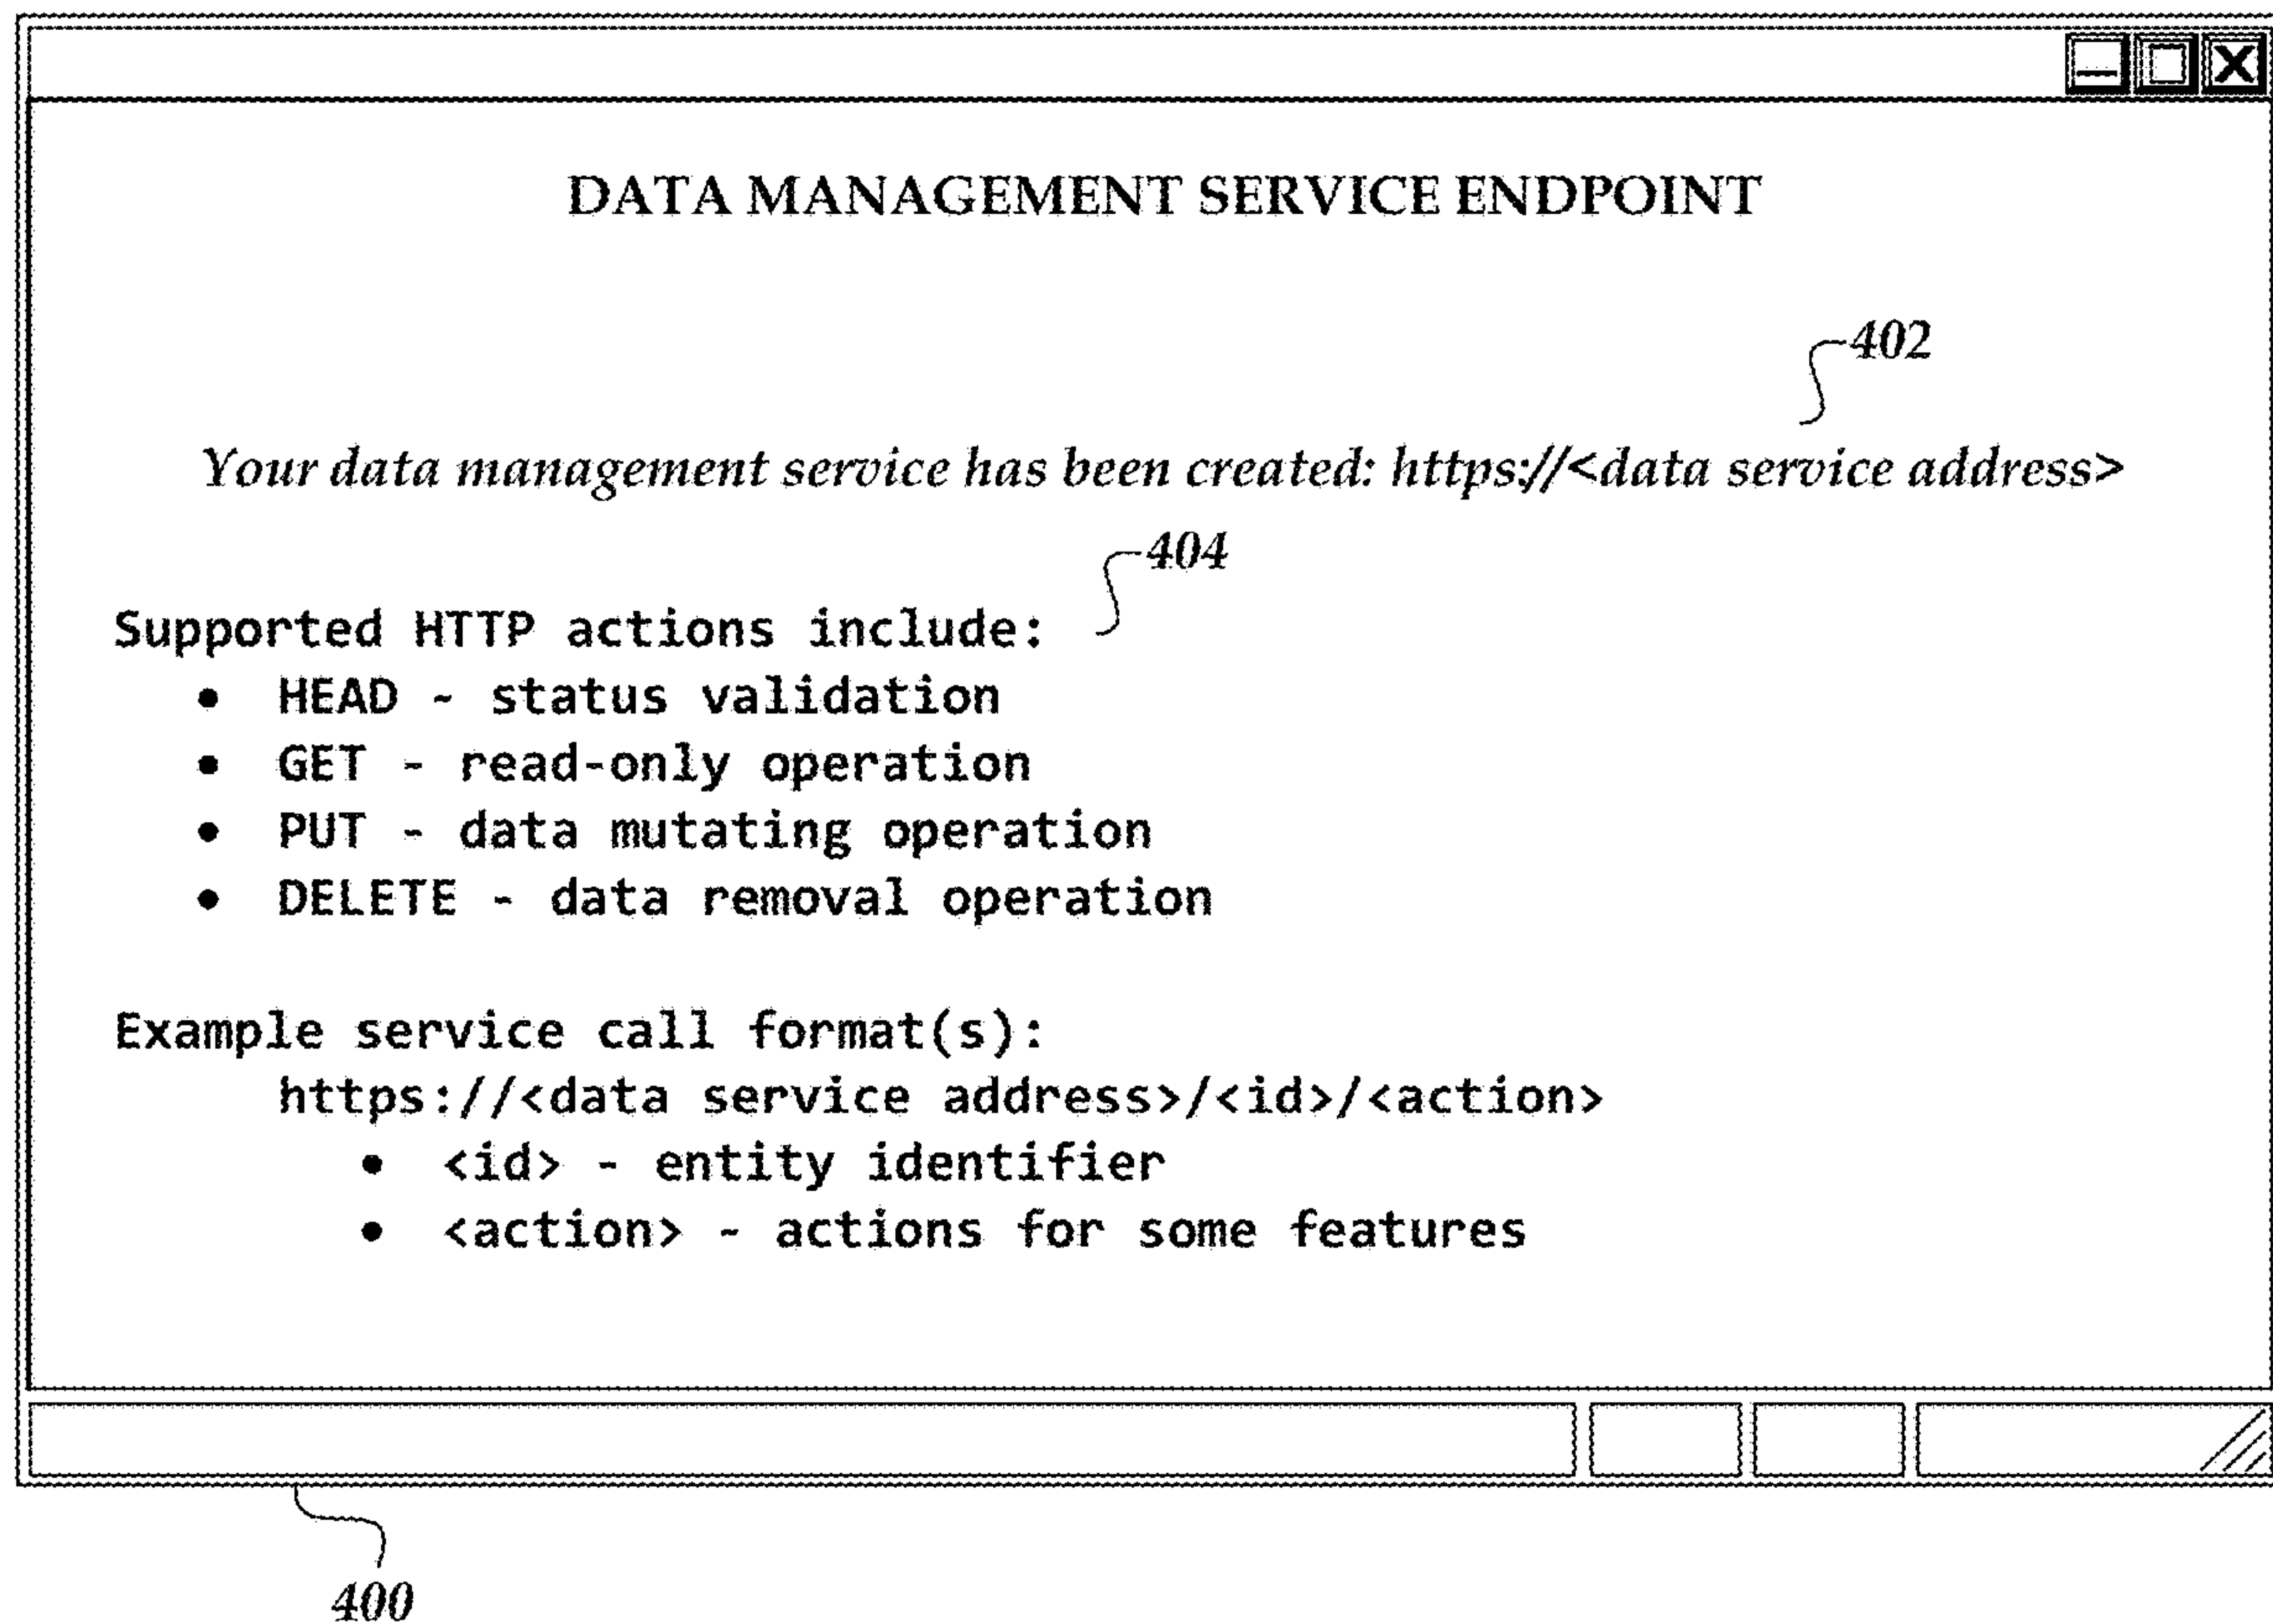 DATA MANAGEMENT SERVICE ENDPOINT
402
Your data management service has been created: https://<data service address>
404
Supported HTTP actions include:
• HEAD - status validation
• GET - read-only operation
• PUT - data mutating operation
• DELETE - data removal operation
Example service call format(s):
https://<data service address>/<id>/<action>
• <id> - entity identifier
• <action> - actions for some features
400